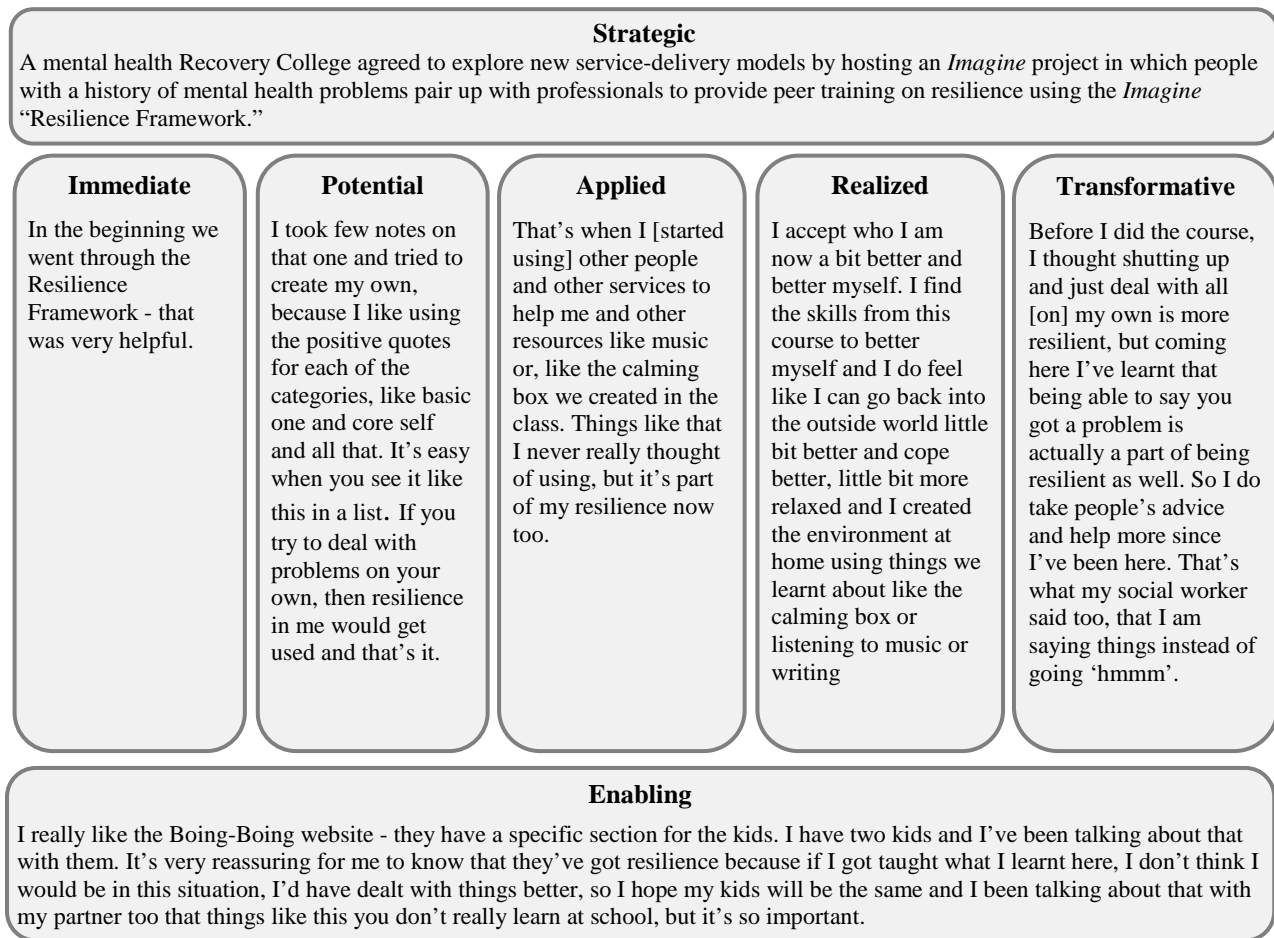 Strategic
A mental health Recovery College agreed to explore new service-delivery models by hosting an Imagine project in which people
with a history of mental health problems pair up with professionals to provide peer training on resilience using the Imagine
“Resilience Framework.”
Immediate
In the beginning we
went through the
Resilience
Framework - that
was very helpful.
Potential
I took few notes on
that one and tried to
create my own,
because I like using
the positive quotes
for each of the
categories, like basic
one and core self
and all that. It’s easy
when you see it like
this in a list. If you
try to deal with
problems on your
own, then resilience
in me would get
used and that’s it.
Applied
That’s when I [started
using] other people
and other services to
help me and other
resources like music
or, like the calming
box we created in the
class. Things like that
I never really thought
of using, but it’s part
of my resilience now
too.
Realized
I accept who I am
now a bit better and
better myself. I find
the skills from this
course to better
myself and I do feel
like I can go back into
the outside world little
bit better and cope
better, little bit more
relaxed and I created
the environment at
home using things we
learnt about like the
calming box or
listening to music or
writing
Transformative
Before I did the course,
I thought shutting up
and just deal with all
[on] my own is more
resilient, but coming
here I’ve learnt that
being able to say you
got a problem is
actually a part of being
resilient as well. So I do
take people’s advice
and help more since
I’ve been here. That’s
what my social worker
said too, that I am
saying things instead of
going ‘hmmm’.
Enabling
I really like the Boing-Boing website - they have a specific section for the kids. I have two kids and I’ve been talking about that
with them. It’s very reassuring for me to know that they’ve got resilience because if I got taught what I learnt here, I don’t think I
would be in this situation, I’d have dealt with things better, so I hope my kids will be the same and I been talking about that with
my partner too that things like this you don’t really learn at school, but it’s so important.